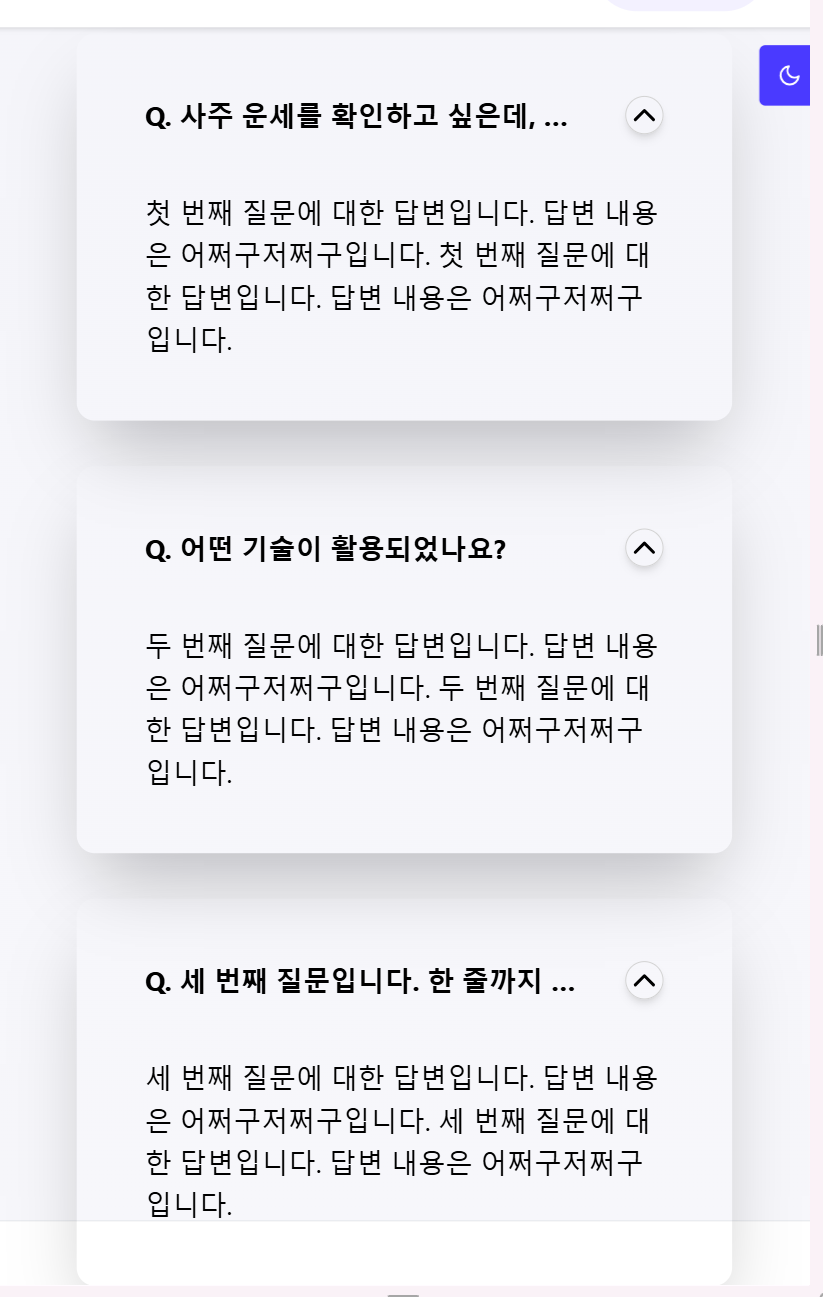 Q. 사주 운세를 확인하고 싶은데, ...
첫 번째 질문에 대한 답변입니다. 답변 내용
은 어쩌구저쩌구입니다. 첫 번째 질문에 대
한 답변입니다. 답변 내용은 어쩌구저쩌구
입니다.
Q. 어떤 기술이 활용되었나요?
두 번째 질문에 대한 답변입니다. 답변 내용
은 어쩌구저쩌구입니다. 두 번째 질문에 대
한 답변입니다. 답변 내용은 어쩌구저쩌구
입니다.
Q. 세 번째 질문입니다. 한 줄까지 ...
세 번째 질문에 대한 답변입니다. 답변 내용
은 어쩌구저쩌구입니다. 세 번째 질문에 대
한 답변입니다. 답변 내용은 어쩌구저쩌구
입니다.